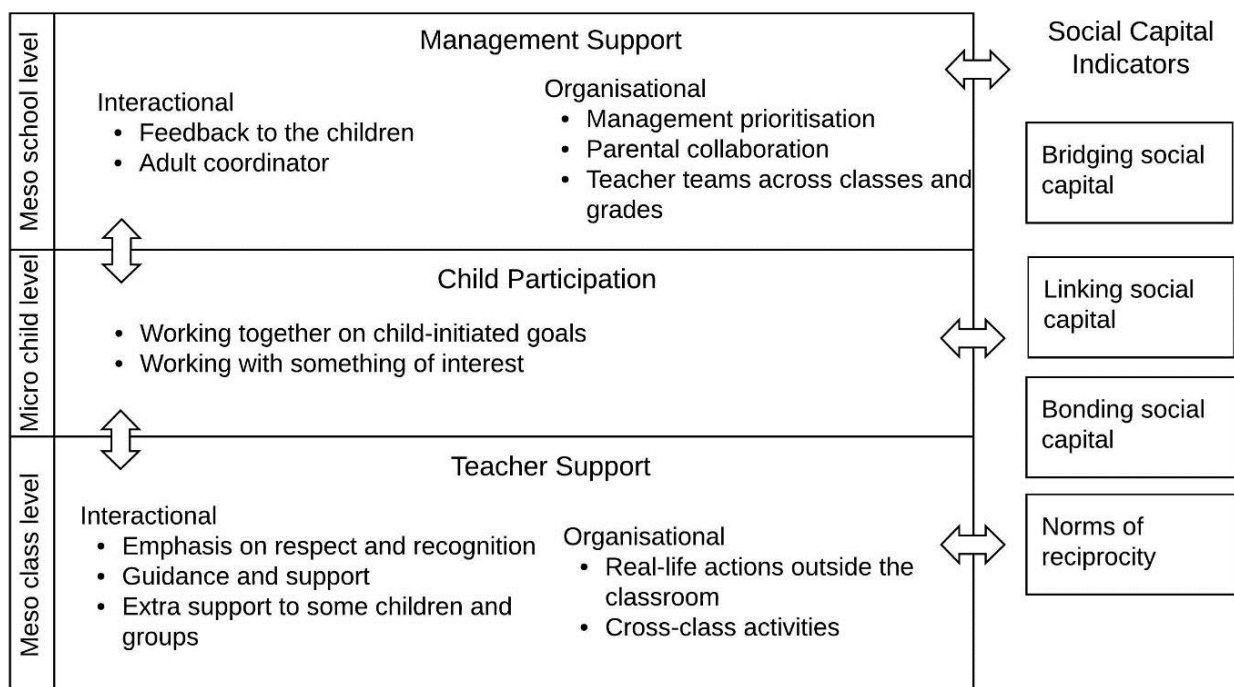 Meso school level
Management Support
Interactional
• Feedback to the children
• Adult coordinator
Organisational
• Management prioritisation
• Parental collaboration
• Teacher teams across classes and
grades
Micro child level
Child Participation
• Working together on child-initiated goals
• Working with something of interest
Meso class level
Teacher Support
Interactional
• Emphasis on respect and recognition
• Guidance and support
• Extra support to some children and
groups
Organisational
• Real-life actions outside the
classroom
• Cross-class activities
Social Capital
Indicators
Bridging social
capital
Linking social
capital
Bonding social
capital
Norms of
reciprocity